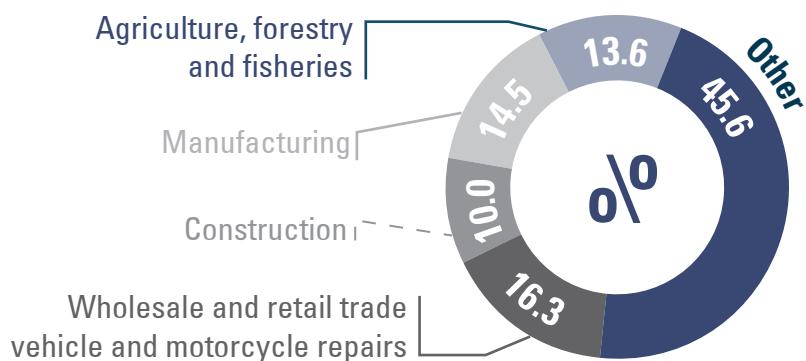 Agriculture, forestry
and fisheries
13.6
Other
45.6
Manufacturing
14.5
%
Construction
10.0
Wholesale and retail trade
vehicle and motorcycle repairs
16.3